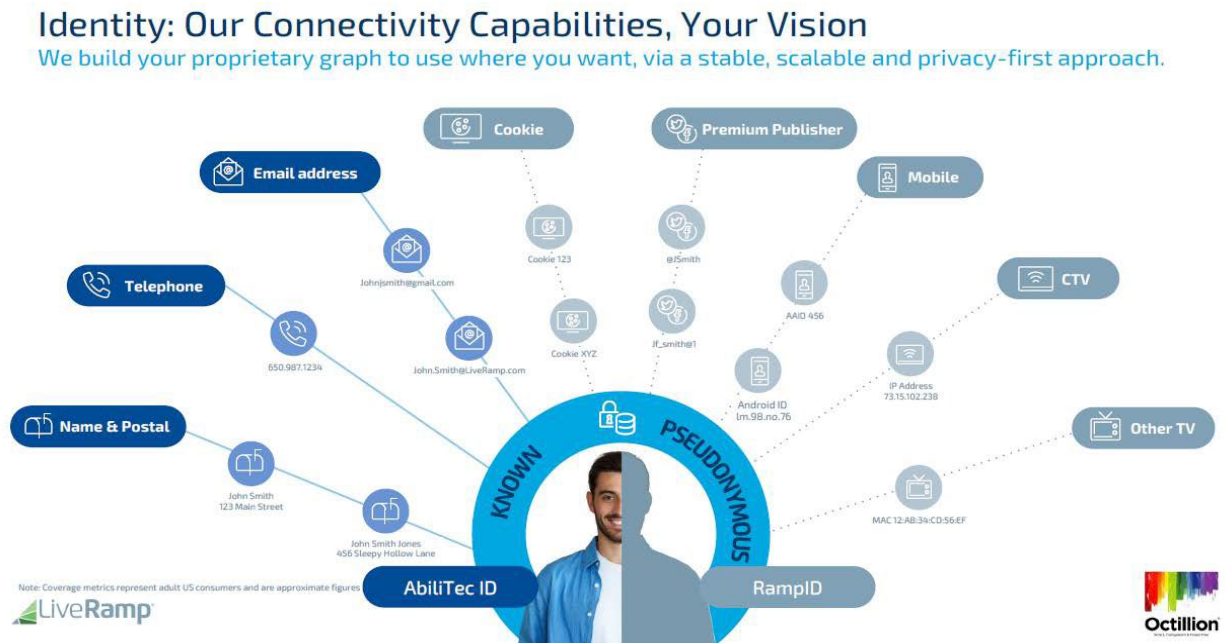 Identity: Our Connectivity Capabilities, Your Vision
We build your proprietary graph to use where you want, via a stable, scalable and privacy-first approach.
Cookie
Premium Publisher
Email address
Mobile
Cookie 123
@JSmith
Telephone
Johnjsmith@gmail.com
CTV
AAID 456
650.987.1234
John.Smith@LiveRamp.com
Cookie XYZ
Jf_smith@1
IP Address
73.15.102.238
Android ID
lm.98.no.76
Name & Postal
Other TV
KNOWN
PSEUDONYMOUS
John Smith
123 Main Street
MAC 12:AB:34:CD:56:EF
John Smith Jones
456 Sleepy Hollow Lane
Note: Coverage metrics represent adult US consumers and are approximate figures
AbiliTec ID
RampID
LiveRamp
Octillion